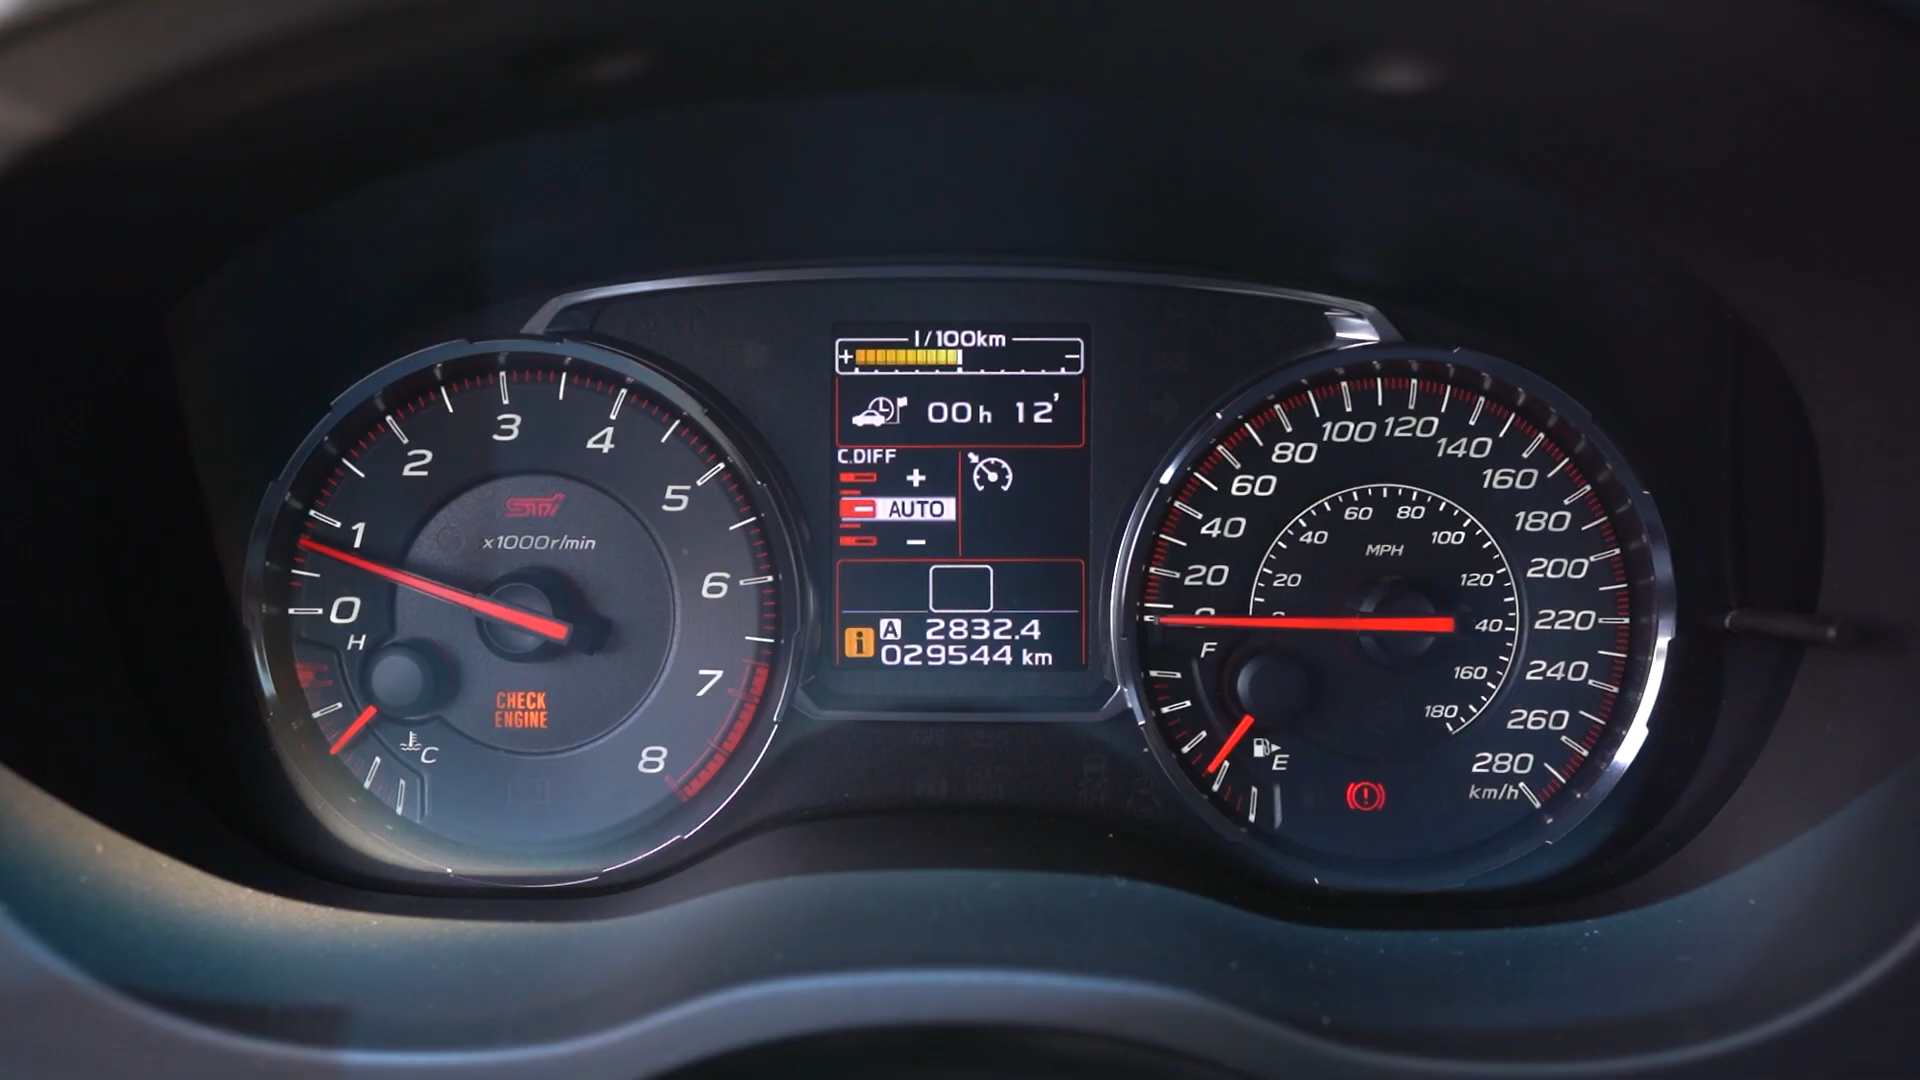 0
1
2
3
4
5
6
7
8
STI
x1000r/min
H
C
CHECK
ENGINE
l/100km
+ −
00h 12'
C.DIFF
+
AUTO
−
i
A 2832.4
029544 km
20
40
60
80
100
120
140
160
180
200
220
240
260
280
km/h
MPH
20
40
60
80
100
120
40
160
180
F
E